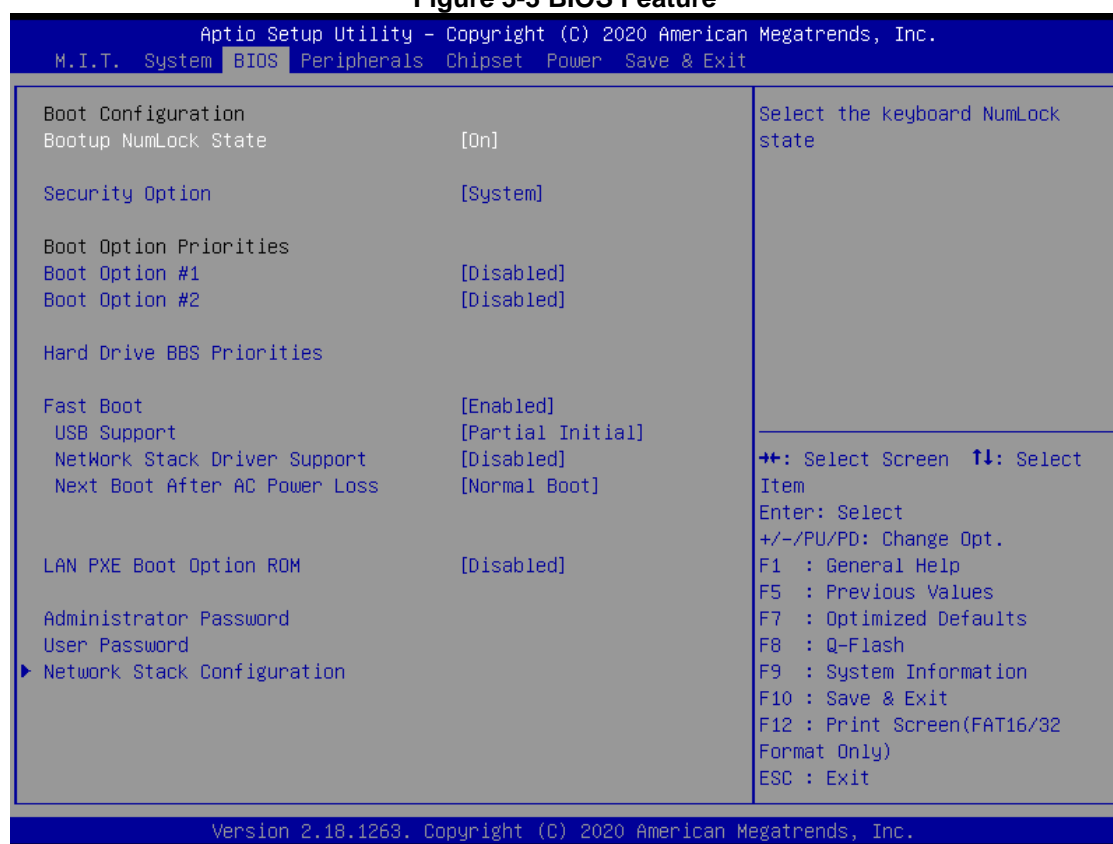 Figure 3-3 BIOS Feature
Aptio Setup Utility – Copyright (C) 2020 American Megatrends, Inc.
M.I.T. System BIOS Peripherals Chipset Power Save & Exit
Boot Configuration
Bootup NumLock State [On]
Security Option [System]
Boot Option Priorities
Boot Option #1 [Disabled]
Boot Option #2 [Disabled]
Hard Drive BBS Priorities
Fast Boot [Enabled]
USB Support [Partial Initial]
NetWork Stack Driver Support [Disabled]
Next Boot After AC Power Loss [Normal Boot]
LAN PXE Boot Option ROM [Disabled]
Administrator Password
User Password
Network Stack Configuration
Select the keyboard NumLock
state
→←: Select Screen ↑↓: Select
Item
Enter: Select
+/-/PU/PD: Change Opt.
F1 : General Help
F5 : Previous Values
F7 : Optimized Defaults
F8 : Q-Flash
F9 : System Information
F10 : Save & Exit
F12 : Print Screen(FAT16/32
Format Only)
ESC : Exit
Version 2.18.1263. Copyright (C) 2020 American Megatrends, Inc.